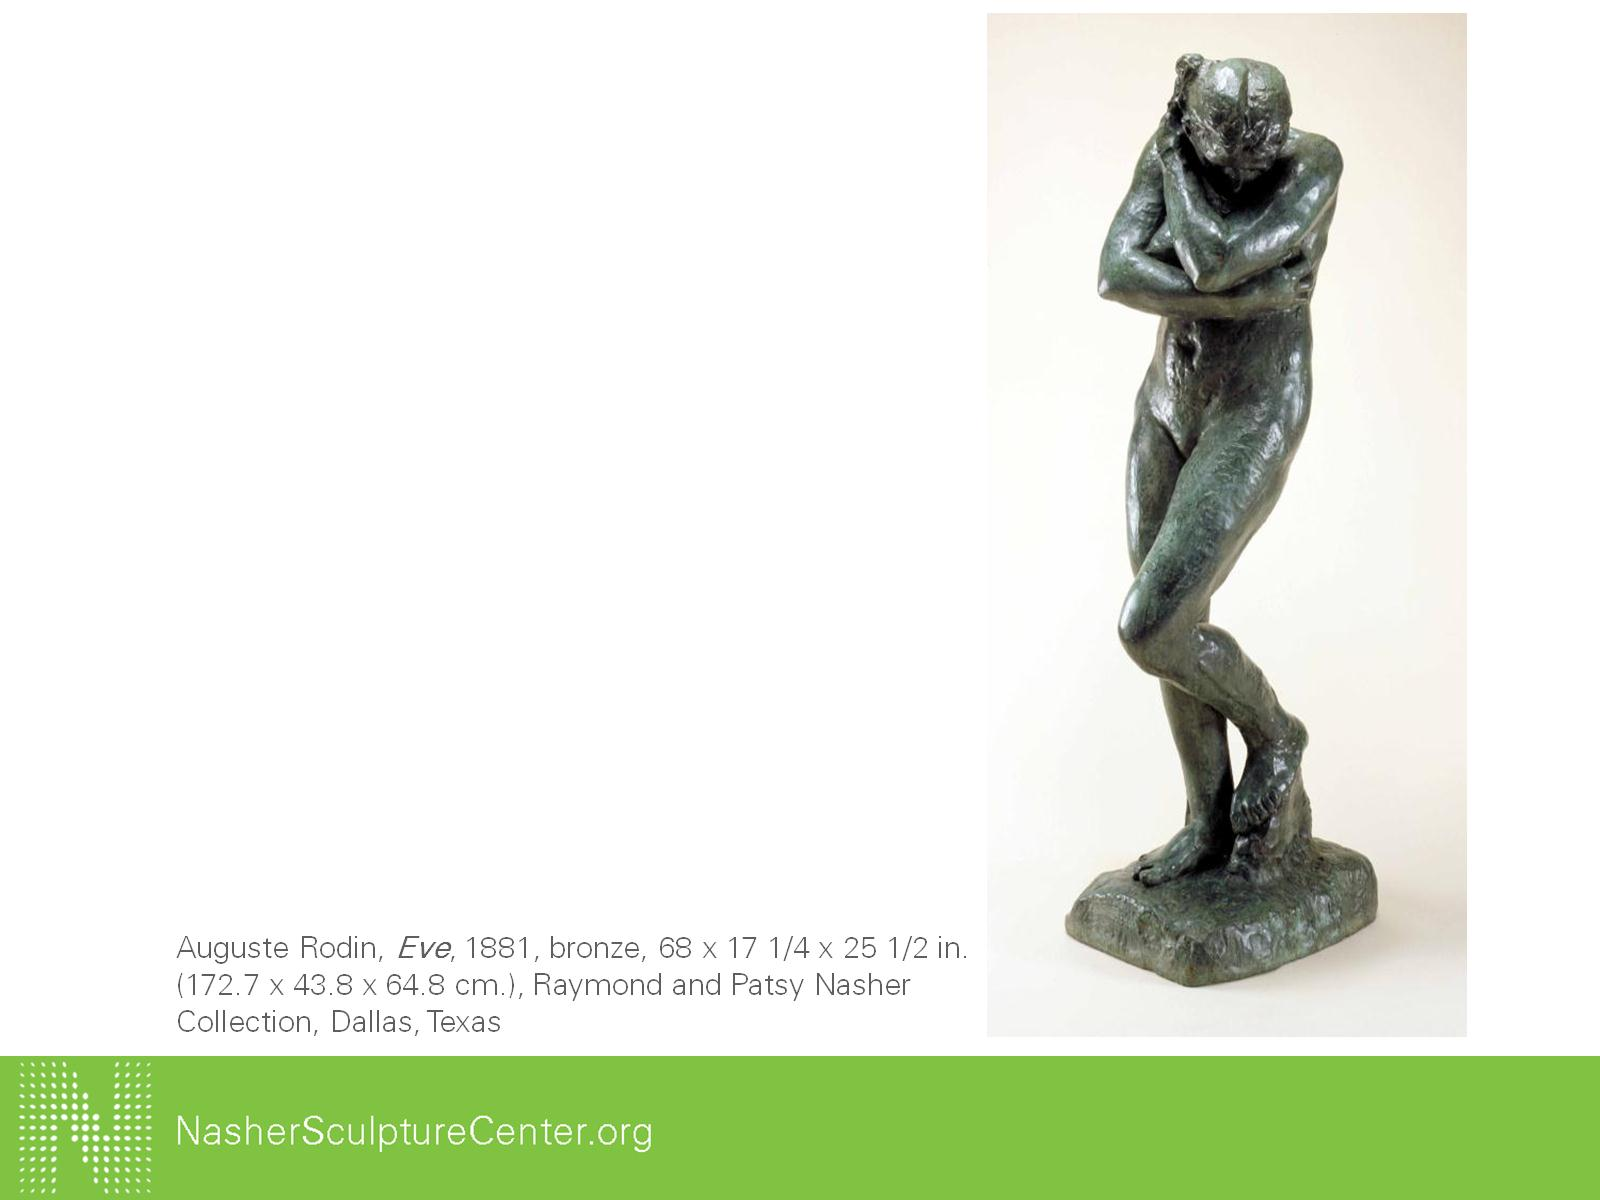 Auguste Rodin, Eve, 1881, bronze, 68 x 17 1/4 x 25 1/2 in.
(172.7 x 43.8 x 64.8 cm.), Raymond and Patsy Nasher
Collection, Dallas, Texas
NasherSculptureCenter.org